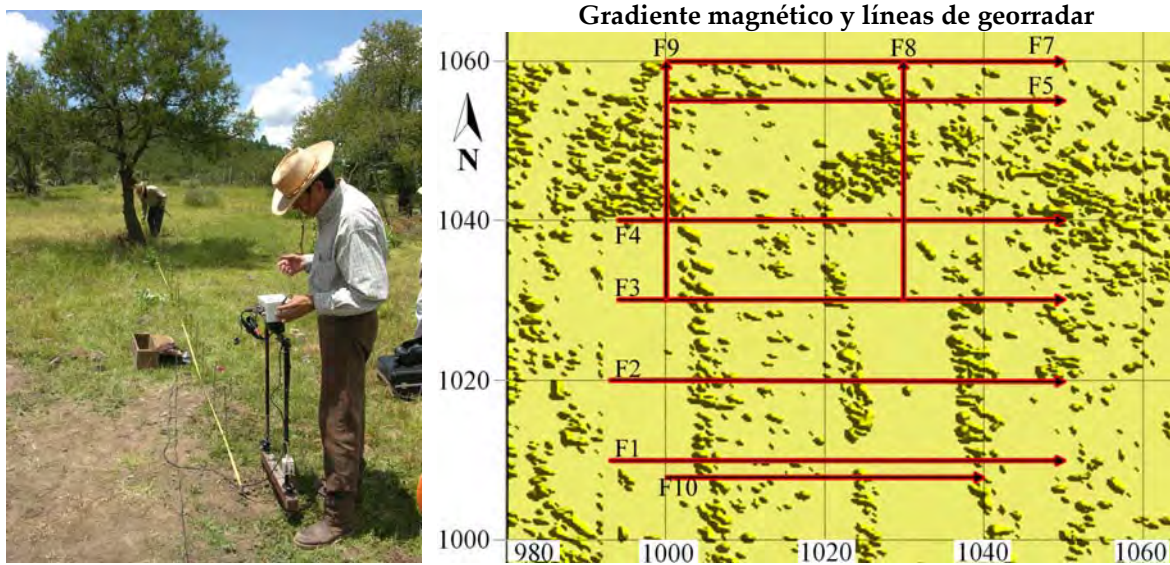 Gradiente magnético y líneas de georradar
F9 F8 F7
1060
F5
N
1040
F4
F3
1020
F2
F1
F10
1000
980 1000 1020 1040 1060